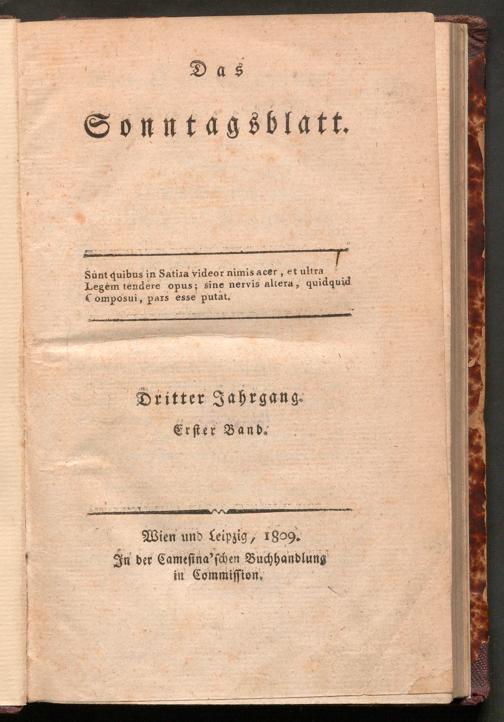 Das
Sonntagsblatt.
Sunt quibus in Satira videor nimis acer, et ultra
Legem tendere opus; sine nervis altera, quidquid
Composui, pars esse putat.
Dritter Jahrgang.
Erster Band.
Wien und Leipzig, 1809.
In der Camesina'schen Buchhandlung
in Commission.